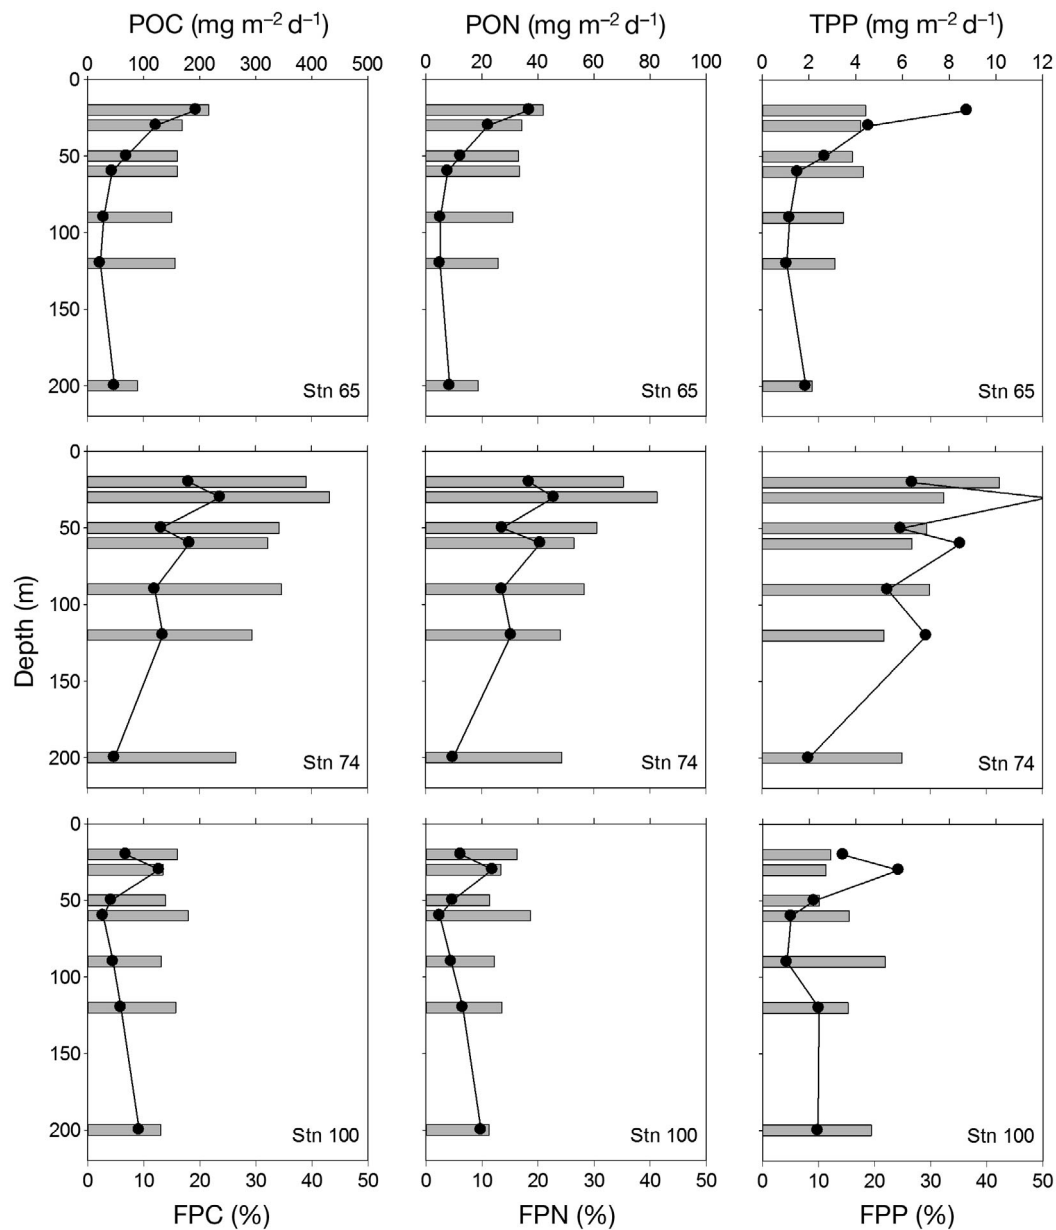 POC (mg m⁻² d⁻¹) PON (mg m⁻² d⁻¹) TPP (mg m⁻² d⁻¹)
0 100 200 300 400 500 0 20 40 60 80 100 0 2 4 6 8 10 12
0
50
100
150
200
Stn 65 Stn 65 Stn 65
0
50
100
150
200
Stn 74 Stn 74 Stn 74
Depth (m)
0
50
100
150
200
Stn 100 Stn 100 Stn 100
0 10 20 30 40 50 0 10 20 30 40 50 0 10 20 30 40 50
FPC (%) FPN (%) FPP (%)